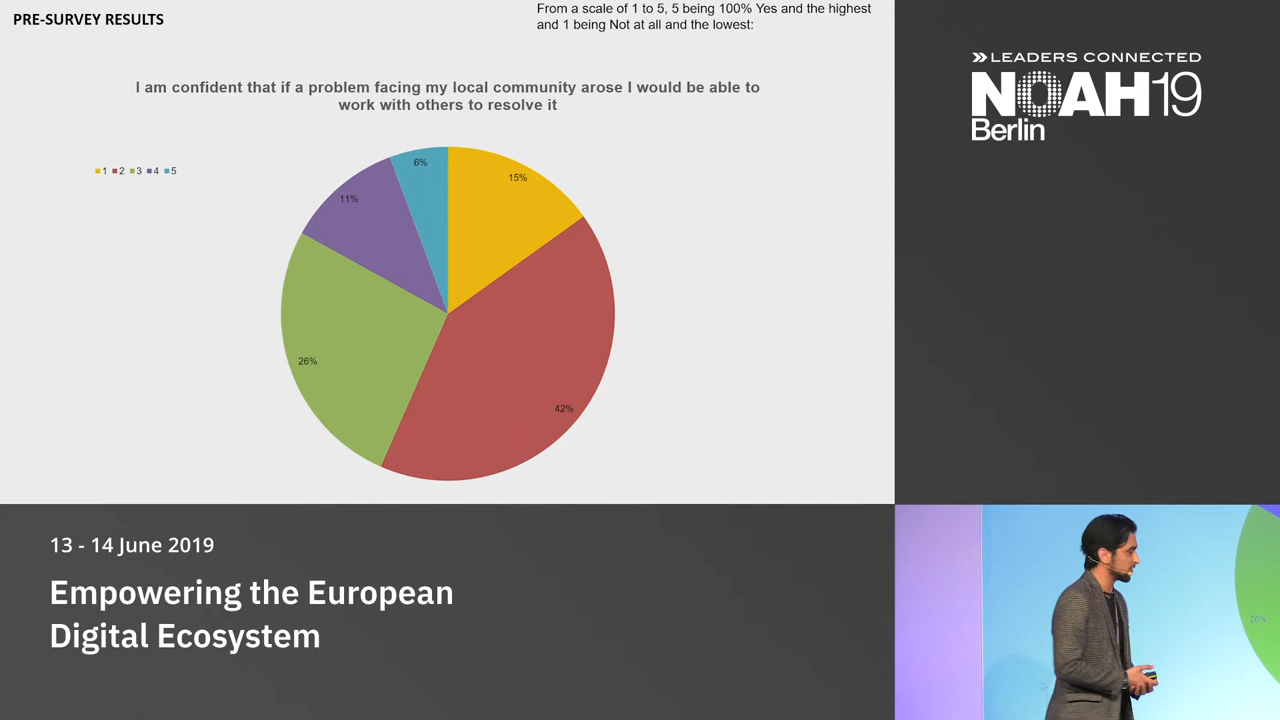 PRE-SURVEY RESULTS
From a scale of 1 to 5, 5 being 100% Yes and the highest
and 1 being Not at all and the lowest:
I am confident that if a problem facing my local community arose I would be able to
work with others to resolve it
1 2 3 4 5
6%
15%
11%
26%
42%
LEADERS CONNECTED
NOAH19
Berlin
13 - 14 June 2019
Empowering the European
Digital Ecosystem
26%